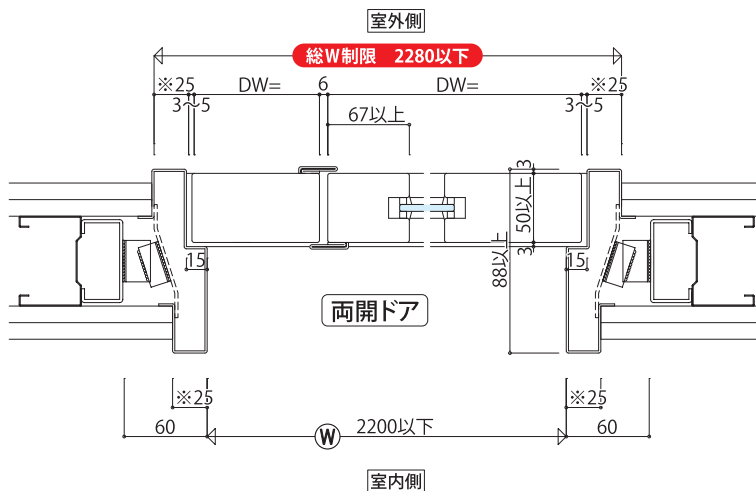 室外側
総W制限 2280以下
※25 DW= 6 DW= ※25
3~5 3~5
67以上
3
50以上
3
88以上
15 15
両開ドア
※25 ※25
60 W 2200以下 60
室内側